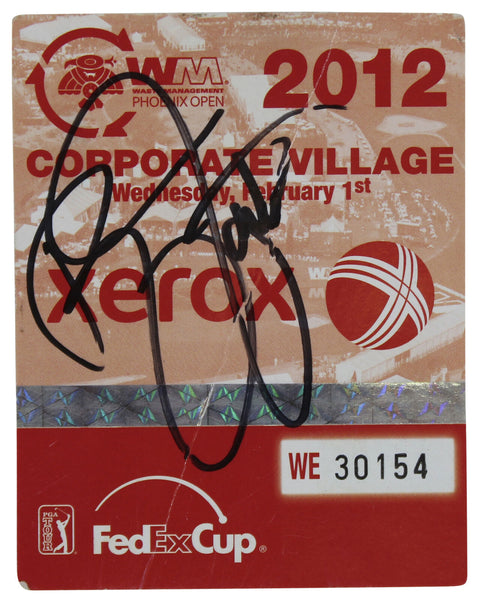 WM®
WASTE MANAGEMENT
PHOENIX OPEN
2012
CORPORATE VILLAGE
Wednesday, February 1st
xerox
WE 30154
PGA TOUR
FedExCup®